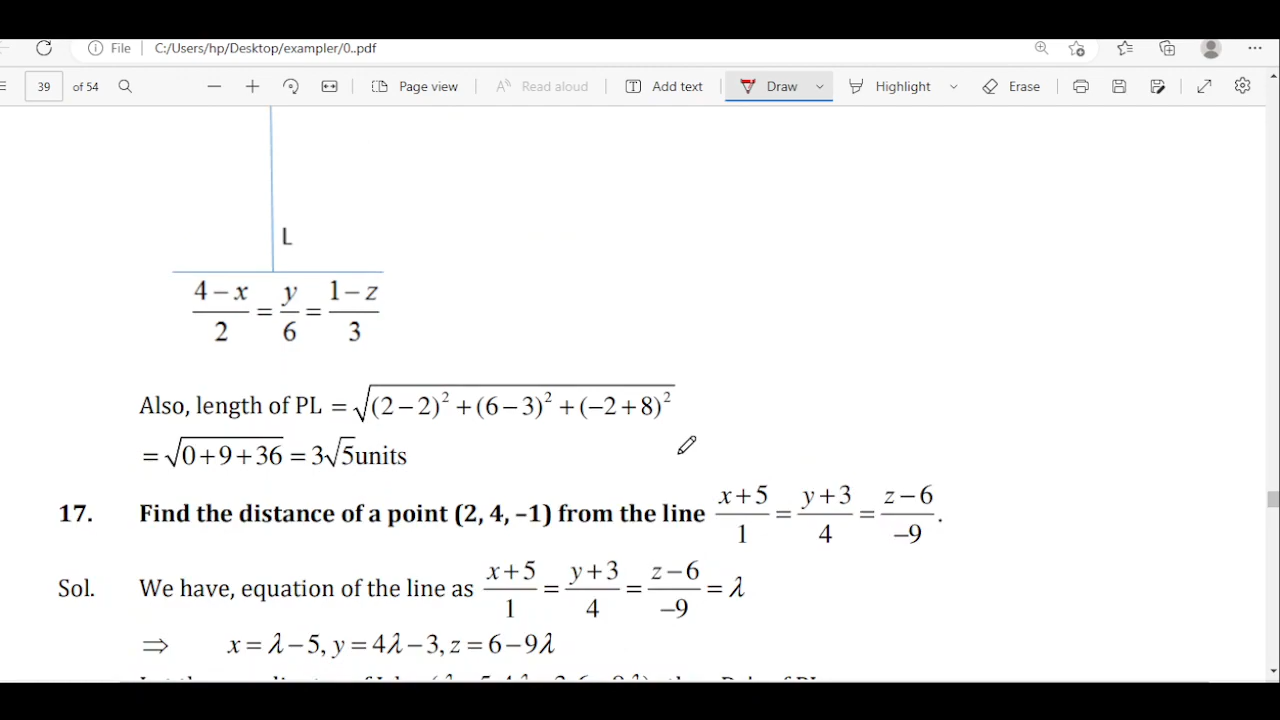 File C:/Users/hp/Desktop/exampler/0..pdf
39 of 54 Page view Read aloud Add text Draw Highlight Erase
L
(4 − x)/2 = y/6 = (1 − z)/3
Also, length of PL = √((2 − 2)² + (6 − 3)² + (−2 + 8)²)
= √(0 + 9 + 36) = 3√5units
17. Find the distance of a point (2, 4, –1) from the line (x + 5)/1 = (y + 3)/4 = (z − 6)/−9.
Sol. We have, equation of the line as (x + 5)/1 = (y + 3)/4 = (z − 6)/−9 = λ
⇒ x = λ − 5, y = 4λ − 3, z = 6 − 9λ